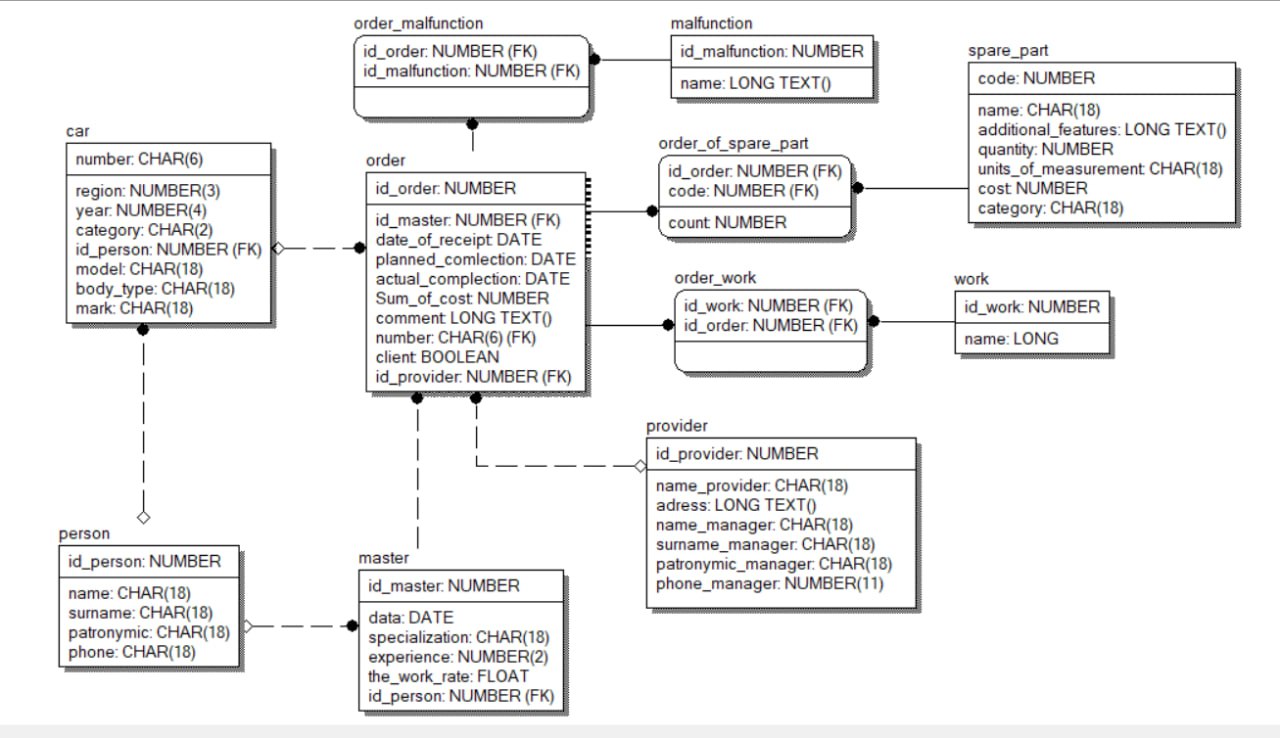 order_malfunction
id_order: NUMBER (FK)
id_malfunction: NUMBER (FK)
malfunction
id_malfunction: NUMBER
name: LONG TEXT()
spare_part
code: NUMBER
name: CHAR(18)
additional_features: LONG TEXT()
quantity: NUMBER
units_of_measurement: CHAR(18)
cost: NUMBER
category: CHAR(18)
car
number: CHAR(6)
region: NUMBER(3)
year: NUMBER(4)
category: CHAR(2)
id_person: NUMBER (FK)
model: CHAR(18)
body_type: CHAR(18)
mark: CHAR(18)
order
id_order: NUMBER
id_master: NUMBER (FK)
date_of_receipt: DATE
planned_comlection: DATE
actual_complection: DATE
Sum_of_cost: NUMBER
comment: LONG TEXT()
number: CHAR(6) (FK)
client: BOOLEAN
id_provider: NUMBER (FK)
order_of_spare_part
id_order: NUMBER (FK)
code: NUMBER (FK)
count: NUMBER
order_work
id_work: NUMBER (FK)
id_order: NUMBER (FK)
work
id_work: NUMBER
name: LONG
provider
id_provider: NUMBER
name_provider: CHAR(18)
adress: LONG TEXT()
name_manager: CHAR(18)
surname_manager: CHAR(18)
patronymic_manager: CHAR(18)
phone_manager: NUMBER(11)
person
id_person: NUMBER
name: CHAR(18)
surname: CHAR(18)
patronymic: CHAR(18)
phone: CHAR(18)
master
id_master: NUMBER
data: DATE
specialization: CHAR(18)
experience: NUMBER(2)
the_work_rate: FLOAT
id_person: NUMBER (FK)